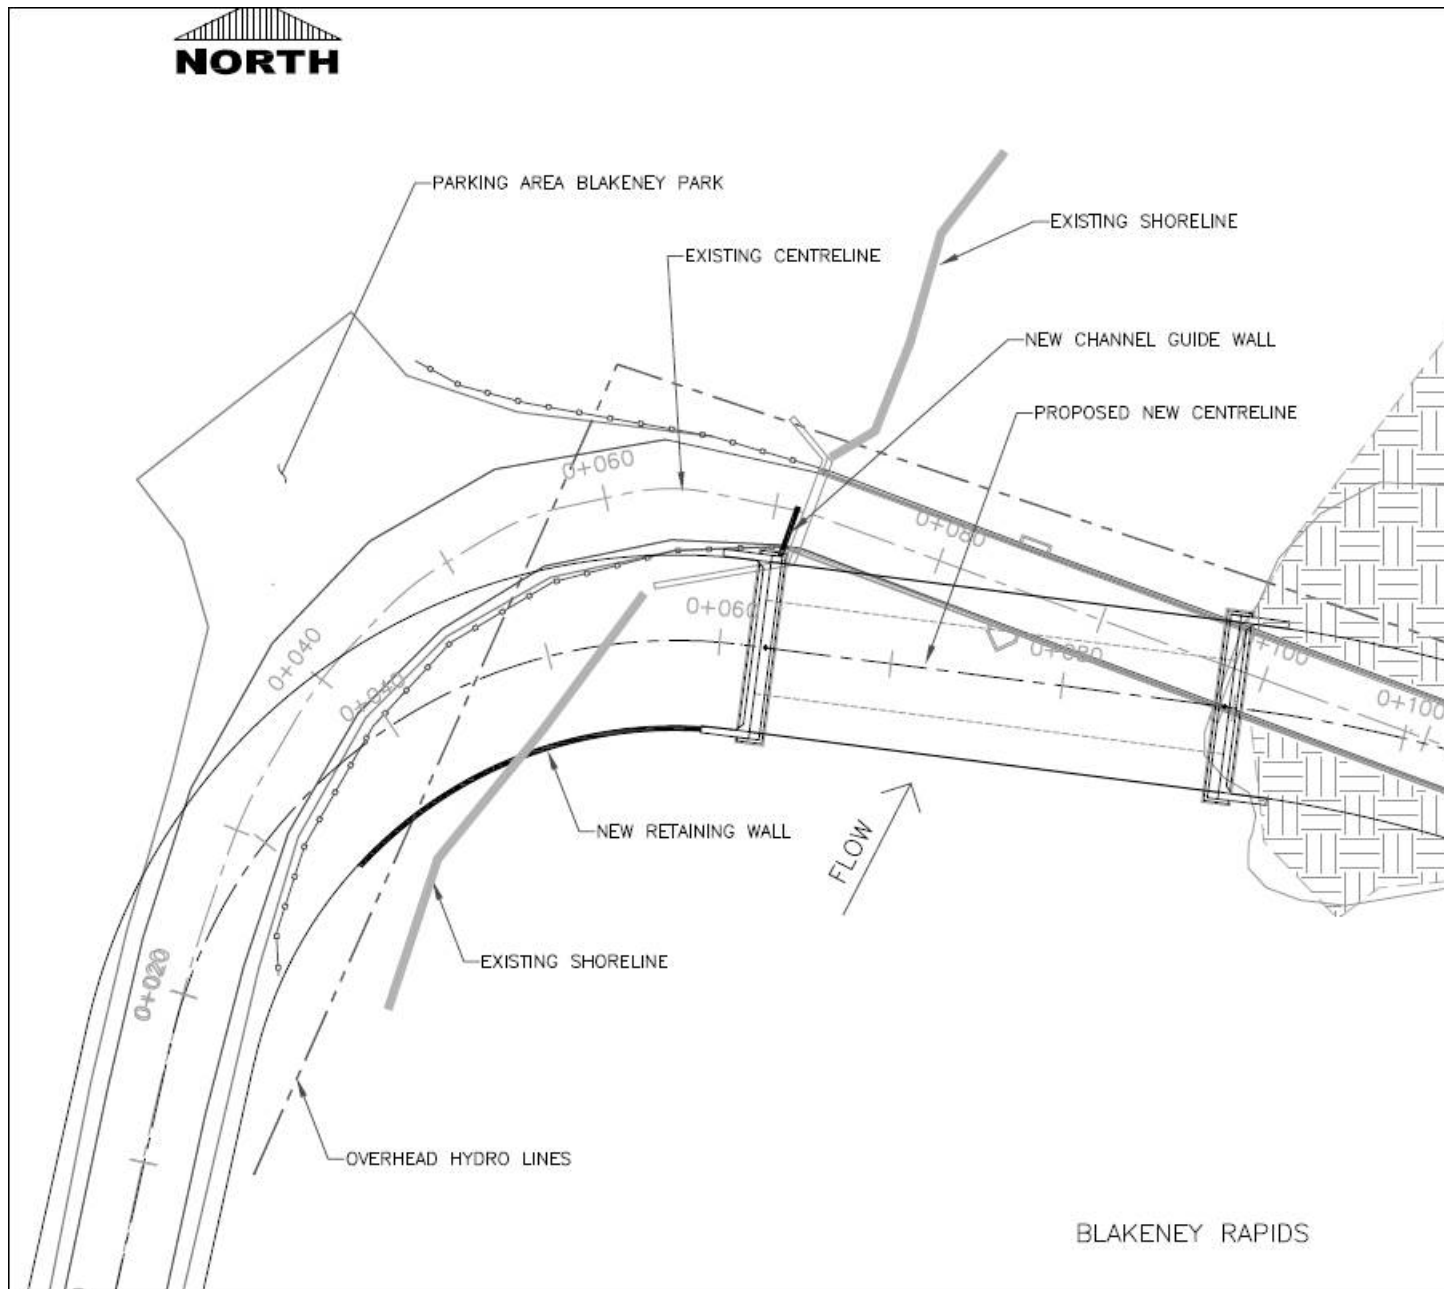 NORTH
PARKING AREA BLAKENEY PARK
EXISTING SHORELINE
EXISTING CENTRELINE
NEW CHANNEL GUIDE WALL
PROPOSED NEW CENTRELINE
0+060
0+080
0+060
0+040
0+080
0+100
0+040
0+100
NEW RETAINING WALL
FLOW
EXISTING SHORELINE
0+020
OVERHEAD HYDRO LINES
BLAKENEY RAPIDS